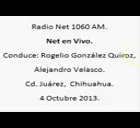 Radio Net 1060 AM.
Net en Vivo.
Conduce: Rogelio González Quiroz,
Alejandro Velasco.
Cd. Juárez,  Chihuahua.
4 Octubre 2013.